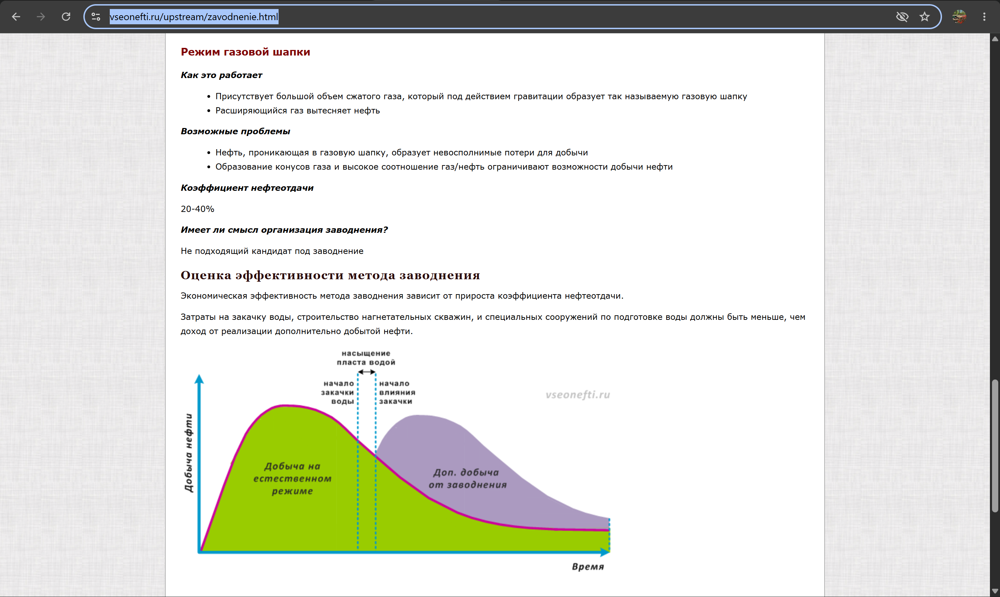 vseonefti.ru/upstream/zavodnenie.html
Режим газовой шапки
Как это работает
Присутствует большой объем сжатого газа, который под действием гравитации образует так называемую газовую шапку
Расширяющийся газ вытесняет нефть
Возможные проблемы
Нефть, проникающая в газовую шапку, образует невосполнимые потери для добычи
Образование конусов газа и высокое соотношение газ/нефть ограничивают возможности добычи нефти
Коэффициент нефтеотдачи
20-40%
Имеет ли смысл организация заводнения?
Не подходящий кандидат под заводнение
Оценка эффективности метода заводнения
Экономическая эффективность метода заводнения зависит от прироста коэффициента нефтеотдачи.
Затраты на закачку воды, строительство нагнетательных скважин, и специальных сооружений по подготовке воды должны быть меньше, чем
доход от реализации дополнительно добытой нефти.
насыщение
пласта водой
начало
закачки
воды
начало
влияния
закачки
vseonefti.ru
Добыча нефти
Добыча на
естественном
режиме
Доп. добыча
от заводнения
Время